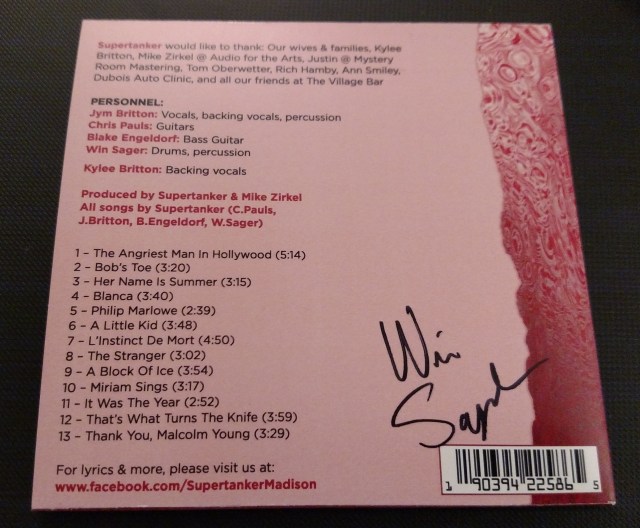 Supertanker would like to thank: Our wives & families, Kylee
Britton, Mike Zirkel @ Audio for the Arts, Justin @ Mystery
Room Mastering, Tom Oberwetter, Rich Hamby, Ann Smiley,
Dubois Auto Clinic, and all our friends at The Village Bar
PERSONNEL:
Jym Britton: Vocals, backing vocals, percussion
Chris Pauls: Guitars
Blake Engeldorf: Bass Guitar
Win Sager: Drums, percussion
Kylee Britton: Backing vocals
Produced by Supertanker & Mike Zirkel
All songs by Supertanker (C.Pauls,
J.Britton, B.Engeldorf, W.Sager)
1 – The Angriest Man In Hollywood (5:14)
2 – Bob's Toe (3:20)
3 – Her Name Is Summer (3:15)
4 – Blanca (3:40)
5 – Philip Marlowe (2:39)
6 – A Little Kid (3:48)
7 – L'Instinct De Mort (4:50)
8 – The Stranger (3:02)
9 – A Block Of Ice (3:54)
10 – Miriam Sings (3:17)
11 – It Was The Year (2:52)
12 – That's What Turns The Knife (3:59)
13 – Thank You, Malcolm Young (3:29)
For lyrics & more, please visit us at:
www.facebook.com/SupertankerMadison
Win
Sager
1 90394 22586 5